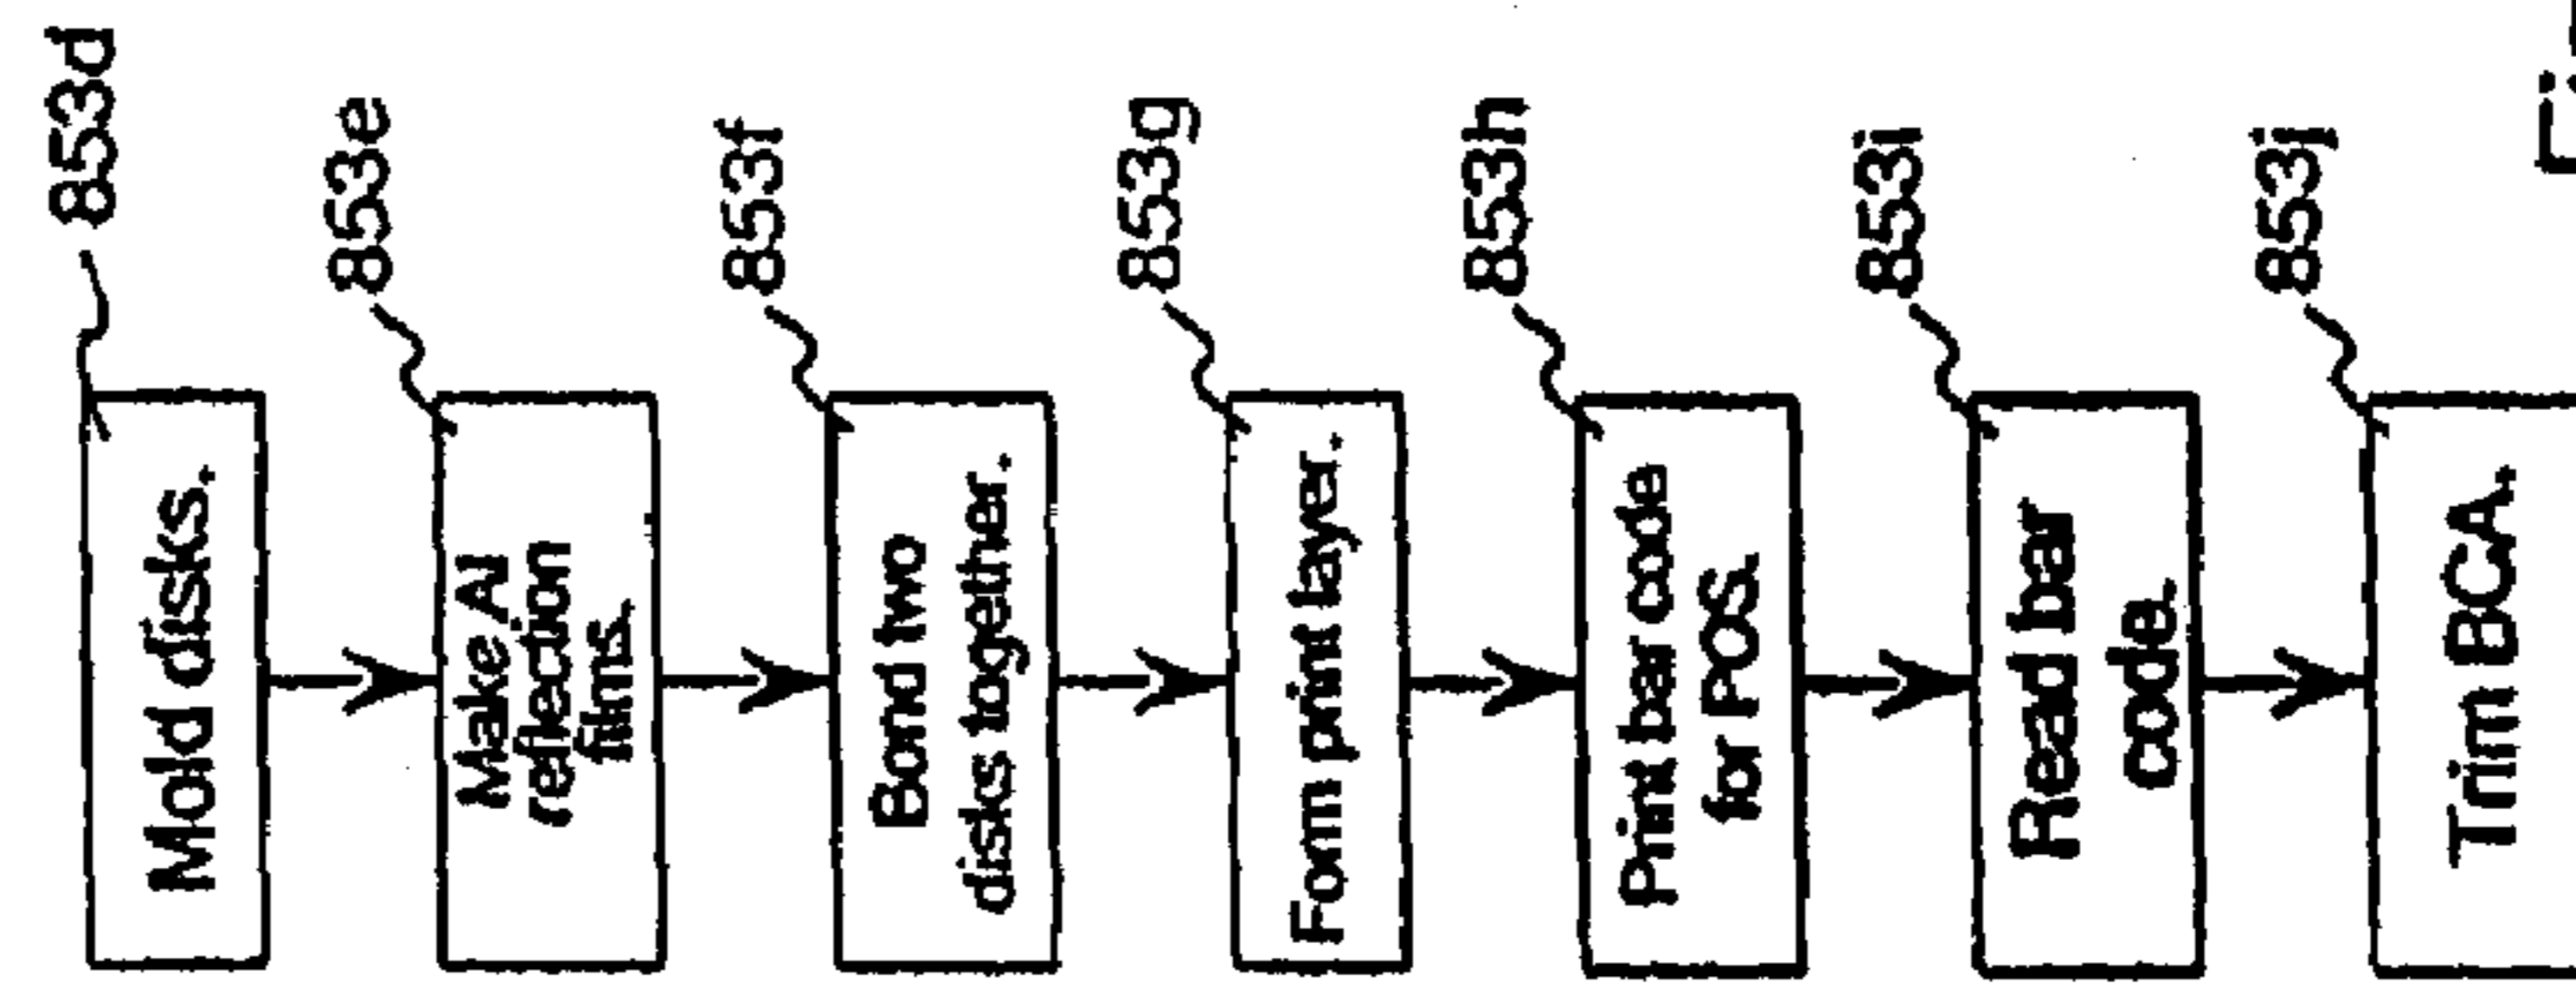 853d
Mold disks.
853e
Make Al
reflection
films.
853f
Bond two
disks together.
853g
Form print layer.
853h
Print bar code
for POS.
853i
Read bar
code.
853j
Trim BCA.